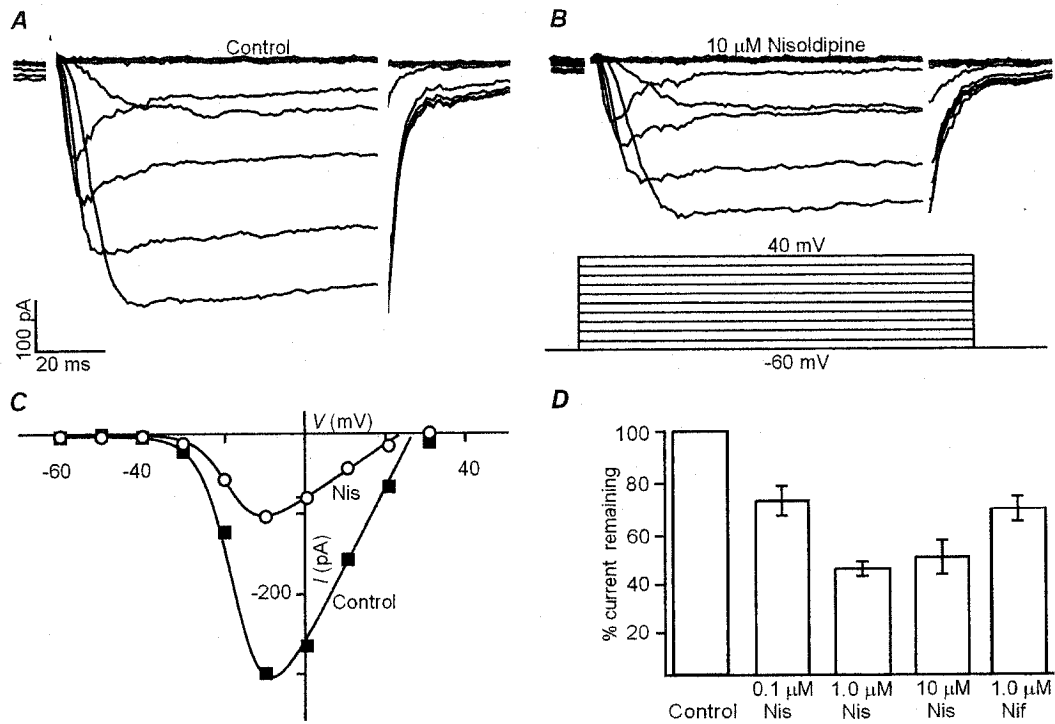 A
Control
100 pA
20 ms
B
10 μM Nisoldipine
40 mV
-60 mV
C
V (mV)
-60
-40
40
Nis
I (pA)
-200
Control
D
% current remaining
100
80
60
40
20
Control
0.1 μM
Nis
1.0 μM
Nis
10 μM
Nis
1.0 μM
Nif